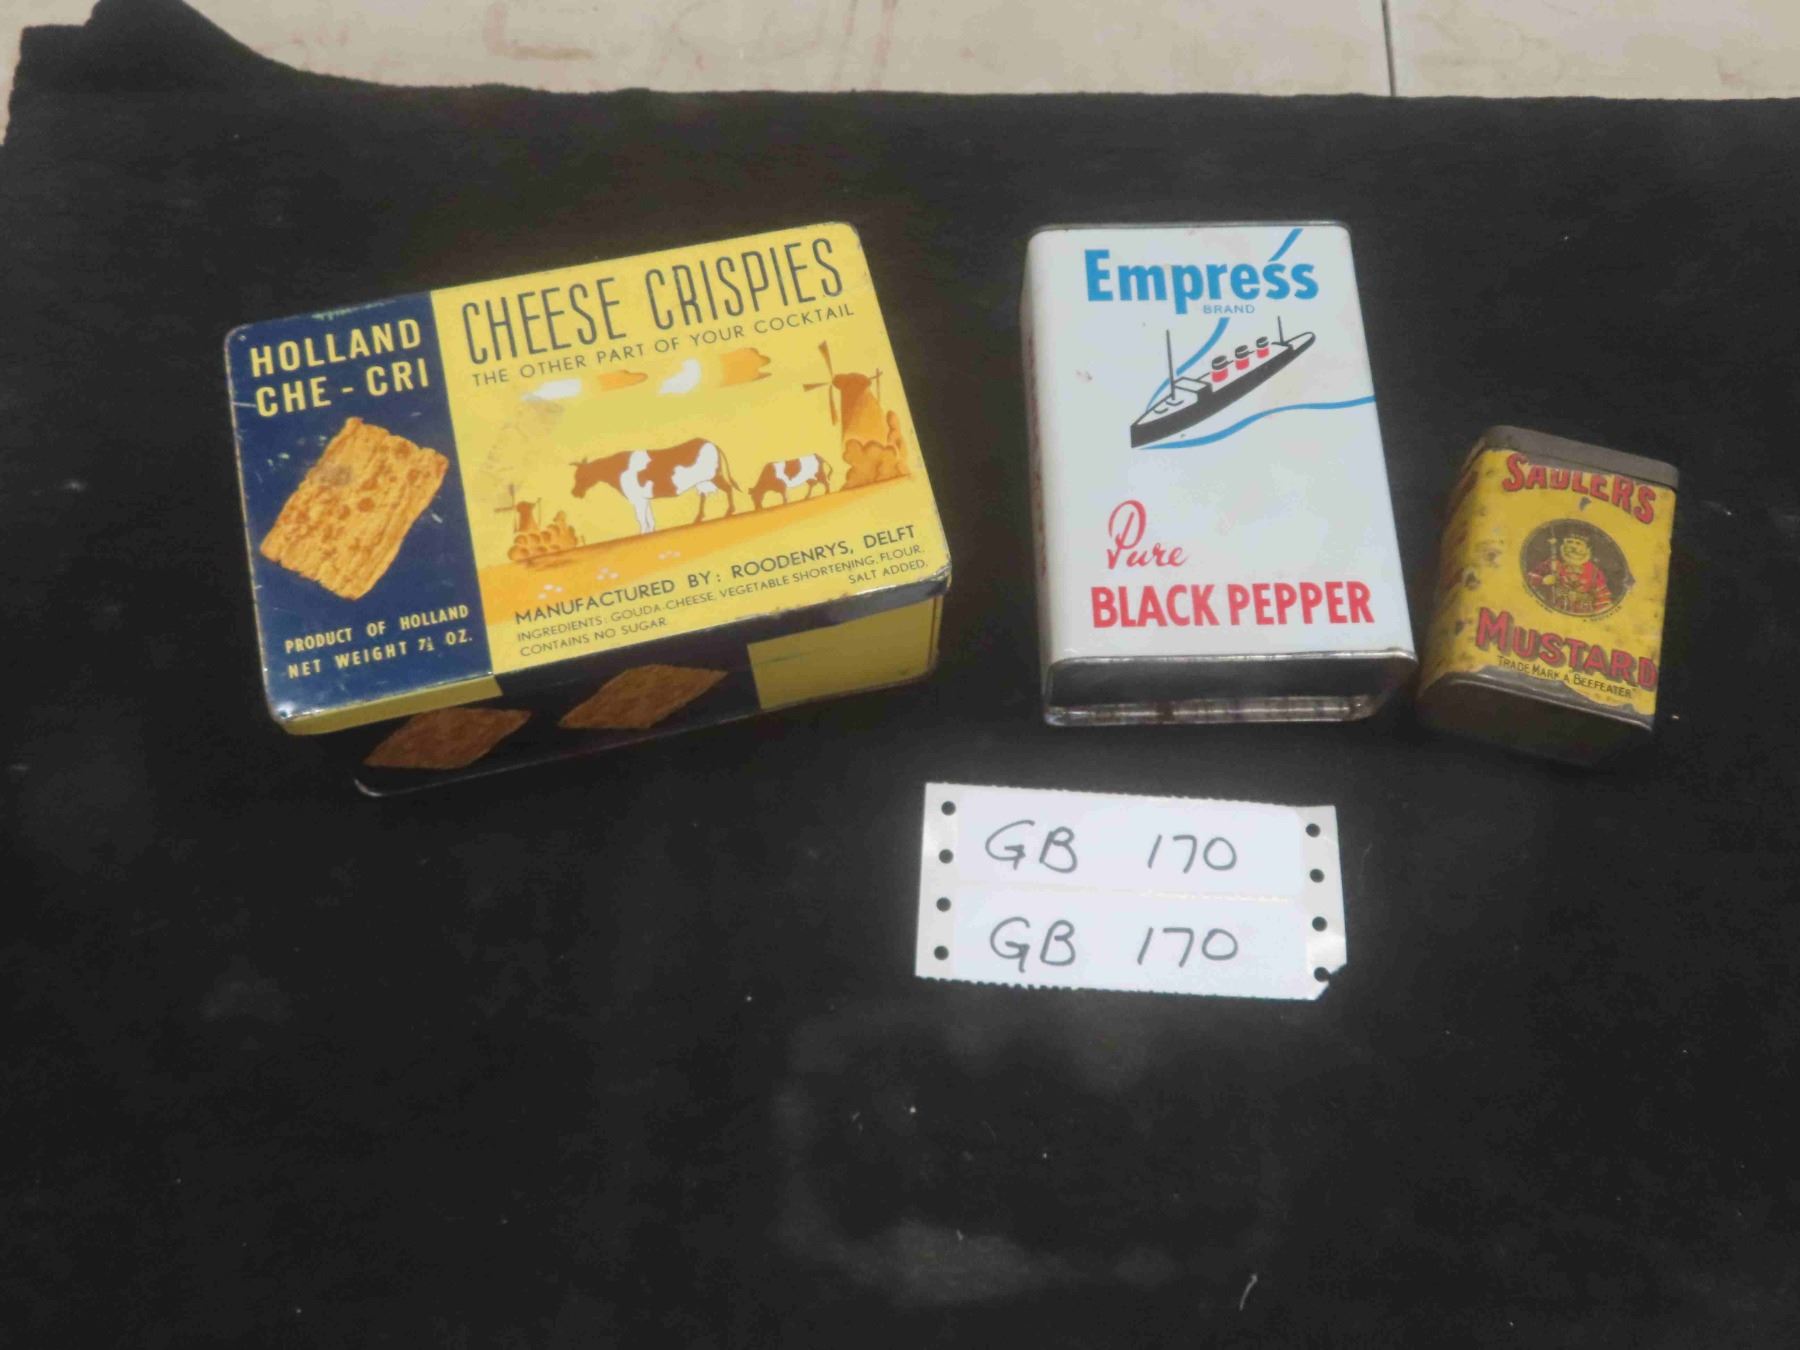 HOLLAND
CHE - CRI
PRODUCT OF HOLLAND
NET WEIGHT 7½ OZ.
CHEESE CRISPIES
THE OTHER PART OF YOUR COCKTAIL
MANUFACTURED BY: ROODENRYS, DELFT
INGREDIENTS: GOUDA-CHEESE, VEGETABLE SHORTENING, FLOUR,
SALT ADDED.
CONTAINS NO SUGAR
Empress
BRAND
Pure
BLACK PEPPER
SADLERS
MUSTARD
TRADE MARK A BEEFEATER
GB 170
GB 170